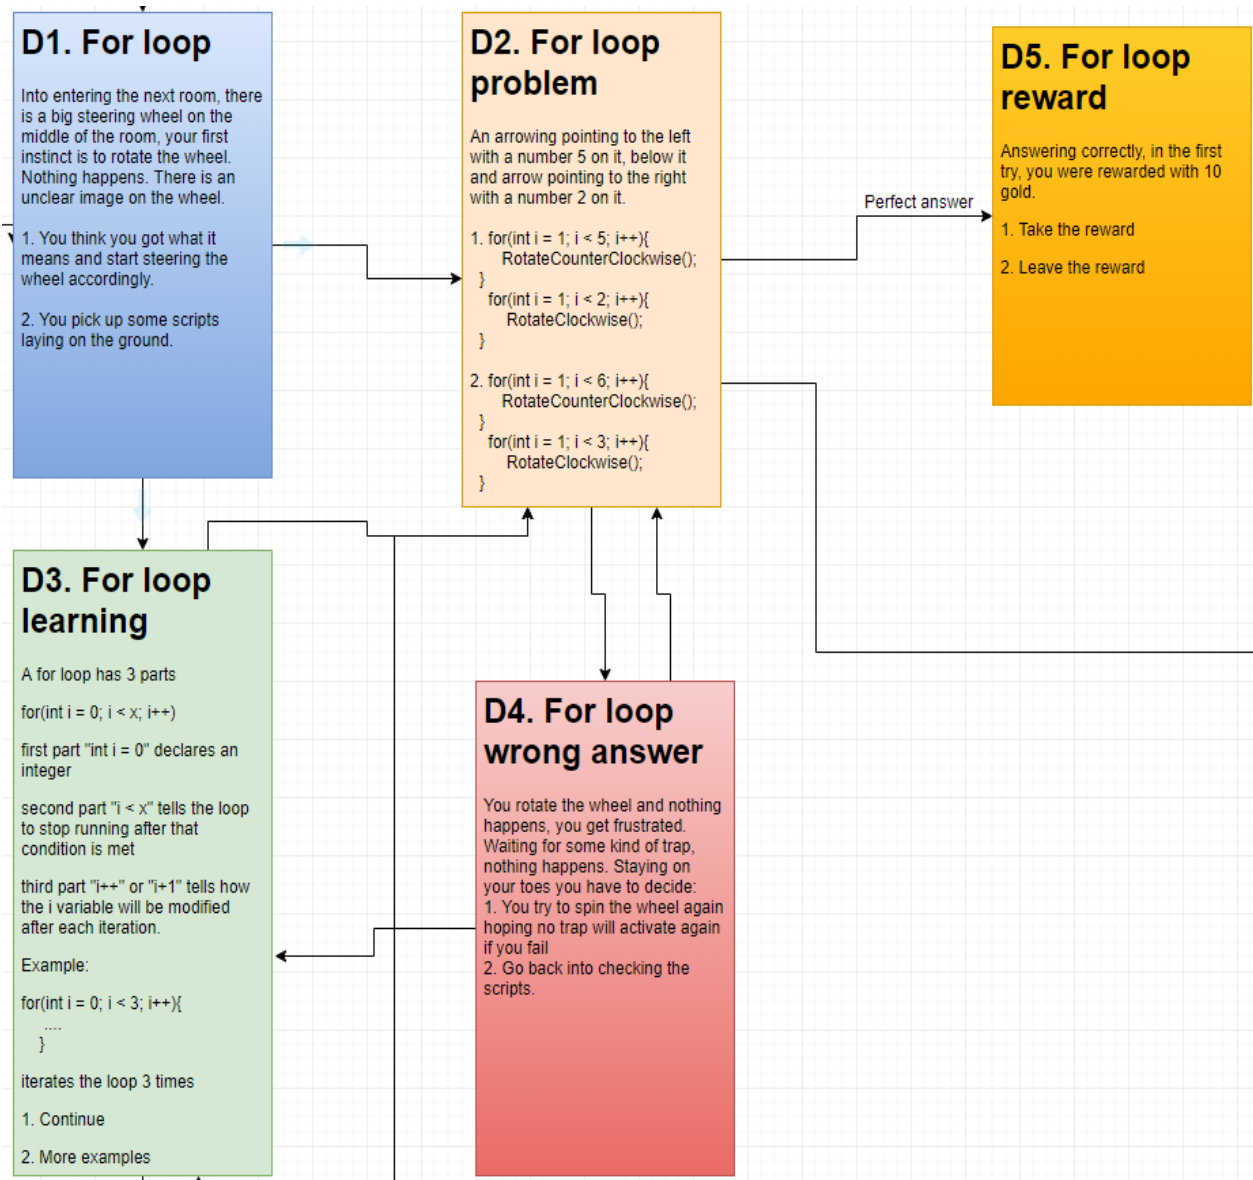 D1. For loop
Into entering the next room, there
is a big steering wheel on the
middle of the room, your first
instinct is to rotate the wheel.
Nothing happens. There is an
unclear image on the wheel.
1. You think you got what it
means and start steering the
wheel accordingly.
2. You pick up some scripts
laying on the ground.
D2. For loop
problem
An arrowing pointing to the left
with a number 5 on it, below it
and arrow pointing to the right
with a number 2 on it.
1. for(int i = 1; i < 5; i++){
RotateCounterClockwise();
}
for(int i = 1; i < 2; i++){
RotateClockwise();
}
2. for(int i = 1; i < 6; i++){
RotateCounterClockwise();
}
for(int i = 1; i < 3; i++){
RotateClockwise();
}
Perfect answer
D5. For loop
reward
Answering correctly, in the first
try, you were rewarded with 10
gold.
1. Take the reward
2. Leave the reward
D3. For loop
learning
A for loop has 3 parts
for(int i = 0; i < x; i++)
first part "int i = 0" declares an
integer
second part "i < x" tells the loop
to stop running after that
condition is met
third part "i++" or "i+1" tells how
the i variable will be modified
after each iteration.
Example:
for(int i = 0; i < 3; i++){
....
}
iterates the loop 3 times
1. Continue
2. More examples
D4. For loop
wrong answer
You rotate the wheel and nothing
happens, you get frustrated.
Waiting for some kind of trap,
nothing happens. Staying on
your toes you have to decide:
1. You try to spin the wheel again
hoping no trap will activate again
if you fail
2. Go back into checking the
scripts.